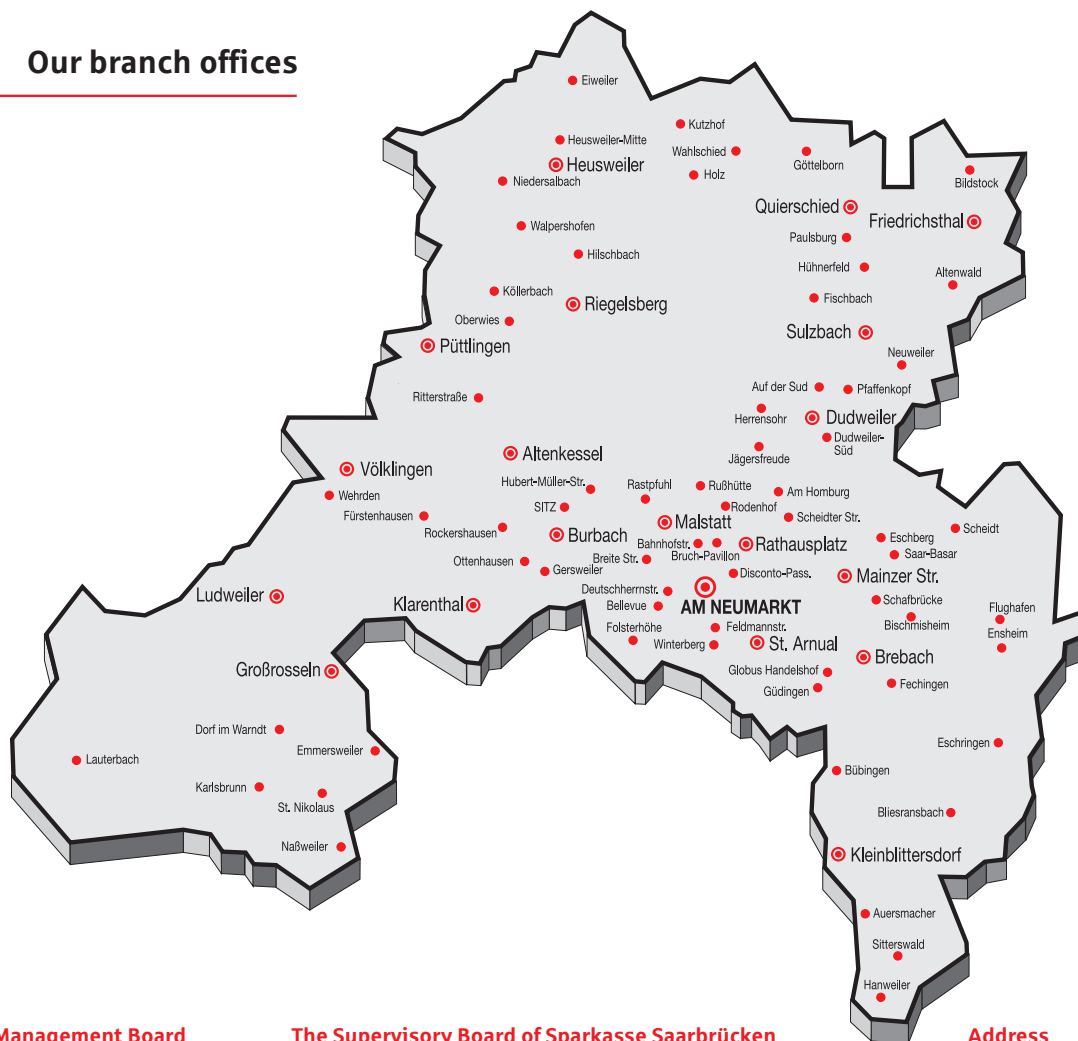 Our branch offices
Eiweiler
Kutzhof
Heusweiler-Mitte
Wahlschied
Göttelborn
Heusweiler
Holz
Bildstock
Niedersalbach
Quierschied
Friedrichsthal
Walpershofen
Paulsburg
Hilschbach
Hühnerfeld
Altenwald
Köllerbach
Fischbach
Riegelsberg
Oberwies
Sulzbach
Püttlingen
Neuweiler
Auf der Sud
Pfaffenkopf
Ritterstraße
Herrensohr
Dudweiler
Dudweiler-
Süd
Altenkessel
Jägersfreude
Völklingen
Hubert-Müller-Str.
Rastpfuhl
Rußhütte
Am Homburg
Wehrden
SITZ
Rodenhof
Fürstenhausen
Scheidter Str.
Malstatt
Rockershausen
Scheidt
Burbach
Eschberg
Bahnhofstr.
Rathausplatz
Bruch-Pavillon
Saar-Basar
Ottenhausen
Breite Str.
Gersweiler
Disconto-Pass.
Mainzer Str.
Deutschherrnstr.
Ludweiler
Klarenthal
Bellevue
AM NEUMARKT
Schafbrücke
Flughafen
Bischmisheim
Folsterhöhe
Feldmannstr.
Ensheim
Winterberg
St. Arnual
Brebach
Großrosseln
Globus Handelshof
Güdingen
Fechingen
Dorf im Warndt
Emmersweiler
Eschringen
Lauterbach
Bübingen
Karlsbrunn
St. Nikolaus
Bliesransbach
Naßweiler
Kleinblittersdorf
Auersmacher
Sitterswald
Hanweiler
Management Board
The Supervisory Board of Sparkasse Saarbrücken
Address